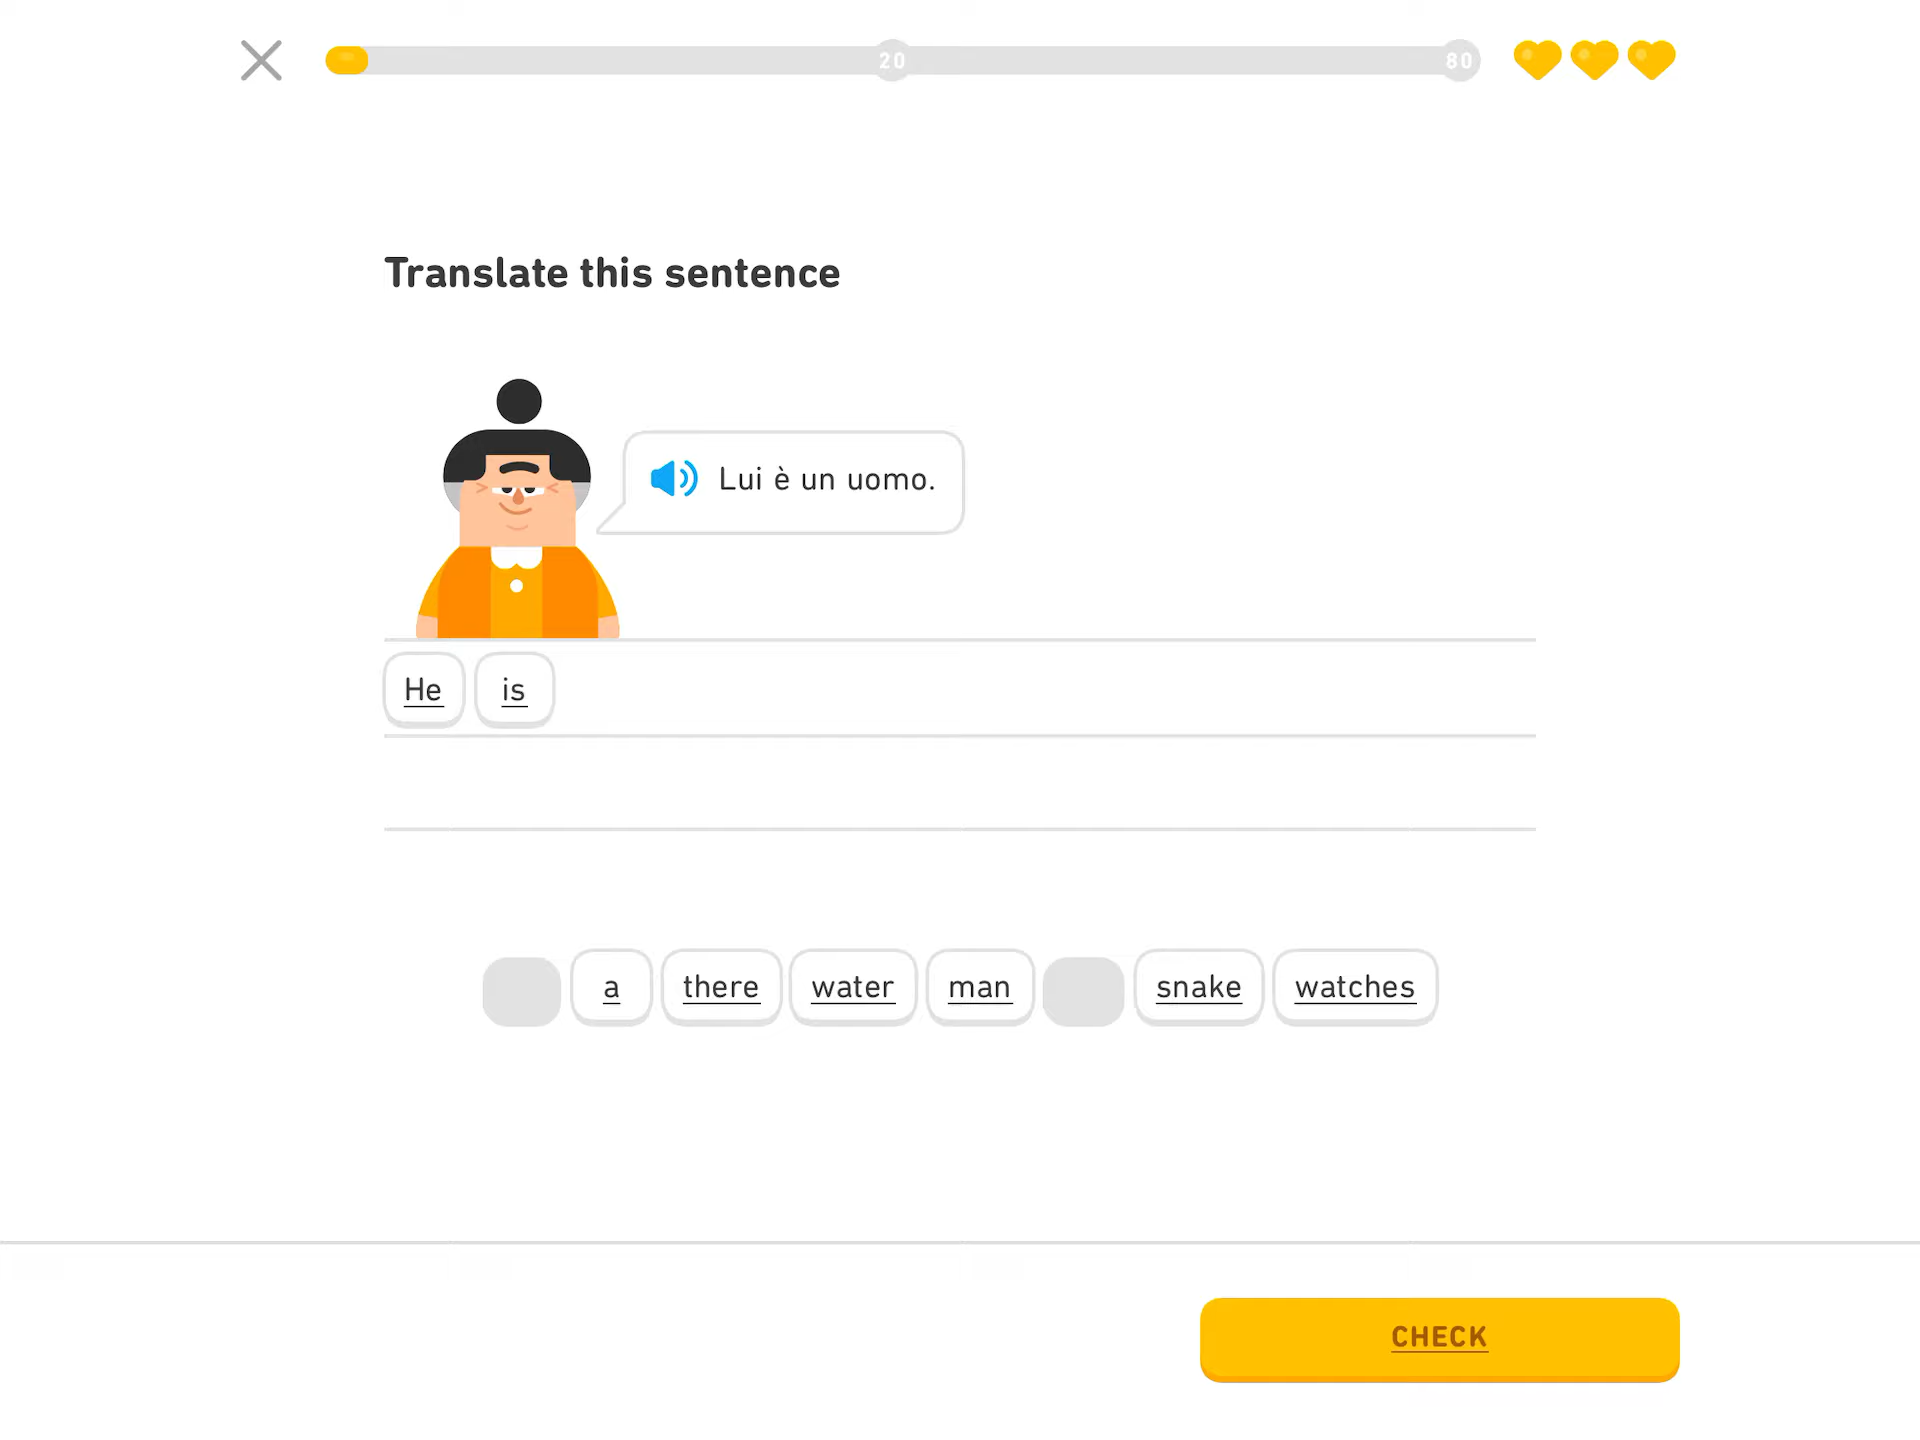 20 80
Translate this sentence
Lui è un uomo.
He is
a there water man snake watches
CHECK